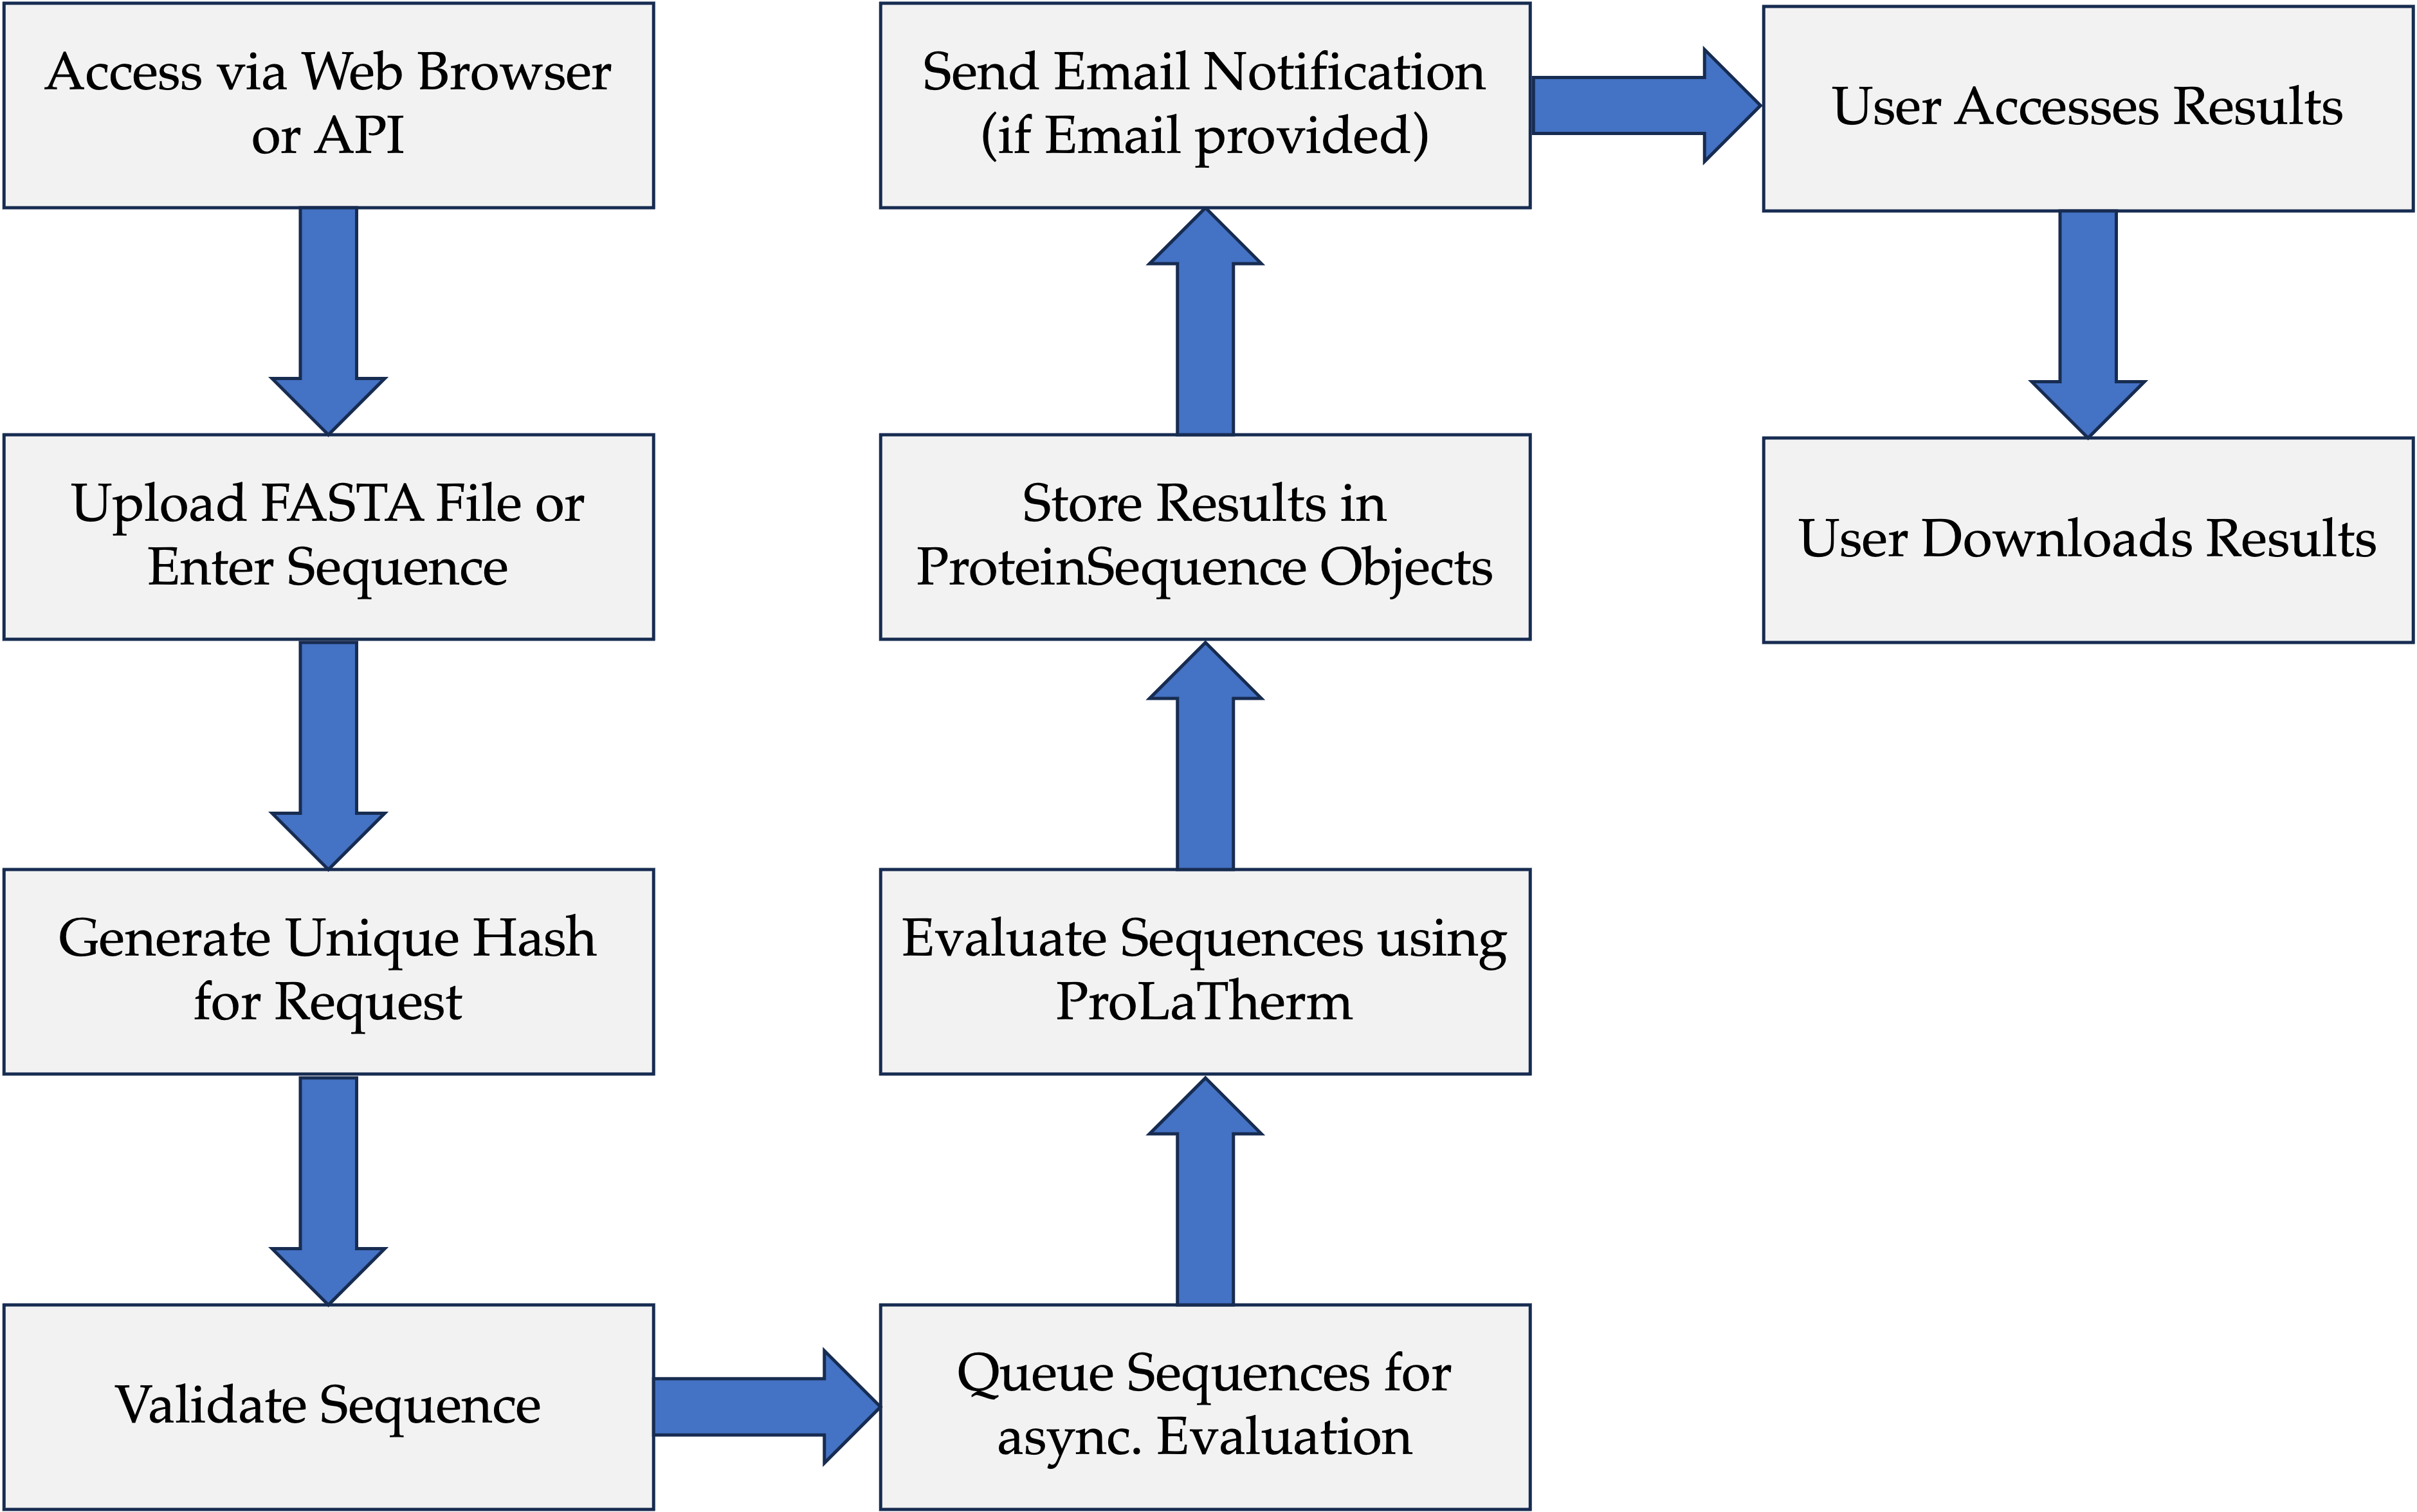 Access via Web Browser
or API
Upload FASTA File or
Enter Sequence
Generate Unique Hash
for Request
Validate Sequence
Queue Sequences for
async. Evaluation
Evaluate Sequences using
ProLaTherm
Store Results in
ProteinSequence Objects
Send Email Notification
(if Email provided)
User Accesses Results
User Downloads Results